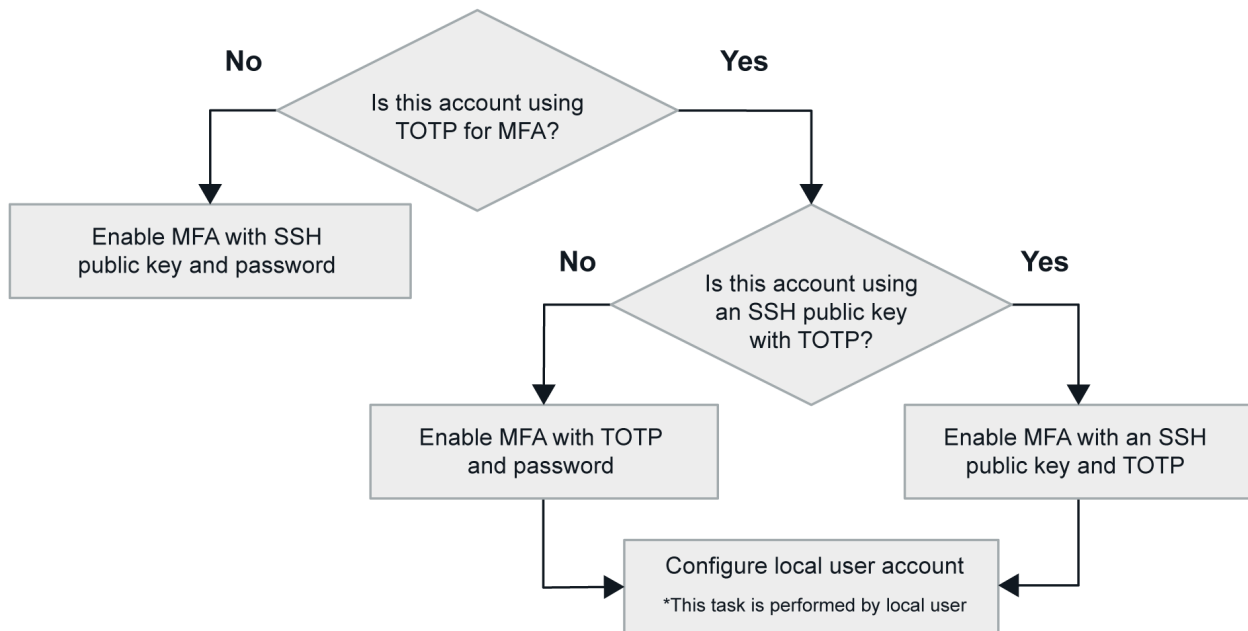 No
Yes
Is this account using
TOTP for MFA?
Enable MFA with SSH
public key and password
No
Yes
Is this account using
an SSH public key
with TOTP?
Enable MFA with TOTP
and password
Enable MFA with an SSH
public key and TOTP
Configure local user account
*This task is performed by local user